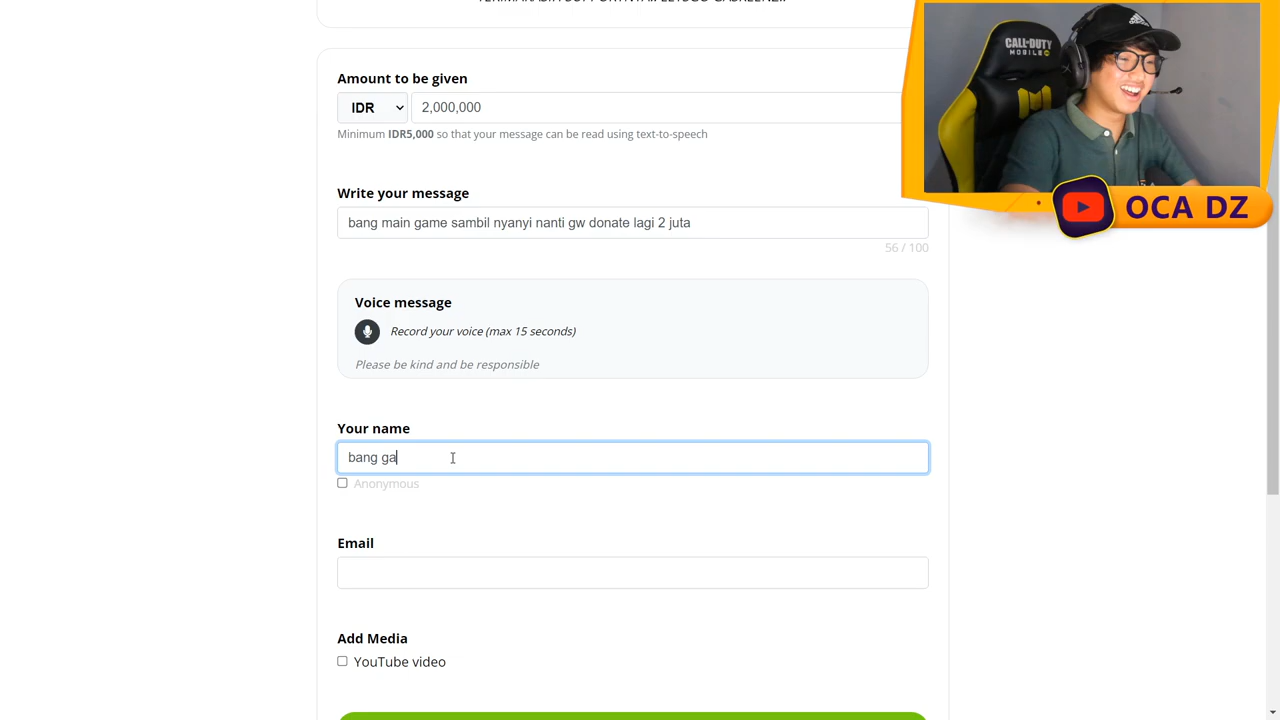 Amount to be given
IDR 2,000,000
Minimum IDR5,000 so that your message can be read using text-to-speech
Write your message
bang main game sambil nyanyi nanti gw donate lagi 2 juta
56 / 100
Voice message
Record your voice (max 15 seconds)
Please be kind and be responsible
Your name
bang ga
Anonymous
Email
Add Media
YouTube video
CALL-DUTY
MOBILE
adidas
OCA DZ